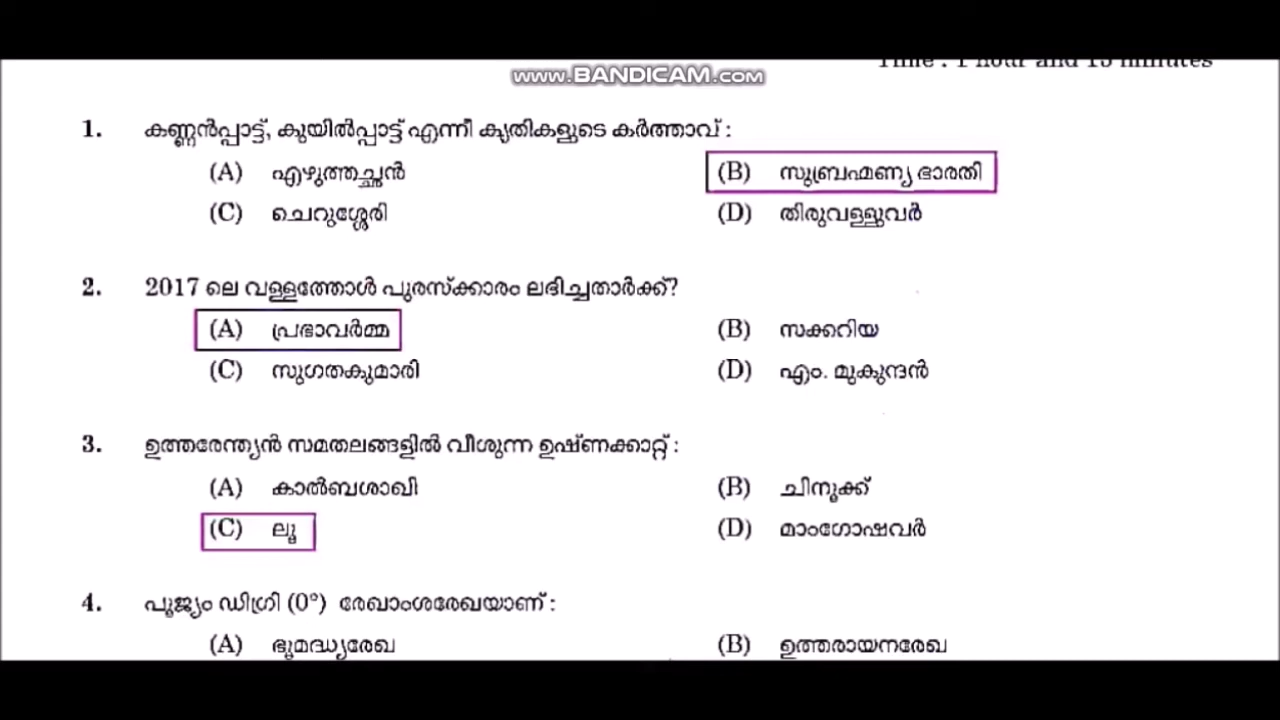 Time : 1 hour and 15 minutes
www.BANDICAM.com
1. കണ്ണൻപ്പാട്ട്, കുയിൽപ്പാട്ട് എന്നീ കൃതികളുടെ കർത്താവ് :
(A) എഴുത്തച്ഛൻ (B) സുബ്രഹ്മണ്യ ഭാരതി
(C) ചെറുശ്ശേരി (D) തിരുവള്ളുവർ
2. 2017 ലെ വള്ളത്തോൾ പുരസ്ക്കാരം ലഭിച്ചതാർക്ക്?
(A) പ്രഭാവർമ്മ (B) സക്കറിയ
(C) സുഗതകുമാരി (D) എം. മുകുന്ദൻ
3. ഉത്തരേന്ത്യൻ സമതലങ്ങളിൽ വീശുന്ന ഉഷ്ണക്കാറ്റ് :
(A) കാൽബശാഖി (B) ചിനൂക്ക്
(C) ലൂ (D) മാംഗോഷവർ
4. പൂജ്യം ഡിഗ്രി (0°) രേഖാംശരേഖയാണ് :
(A) ഭൂമദ്ധ്യരേഖ (B) ഉത്തരായനരേഖ